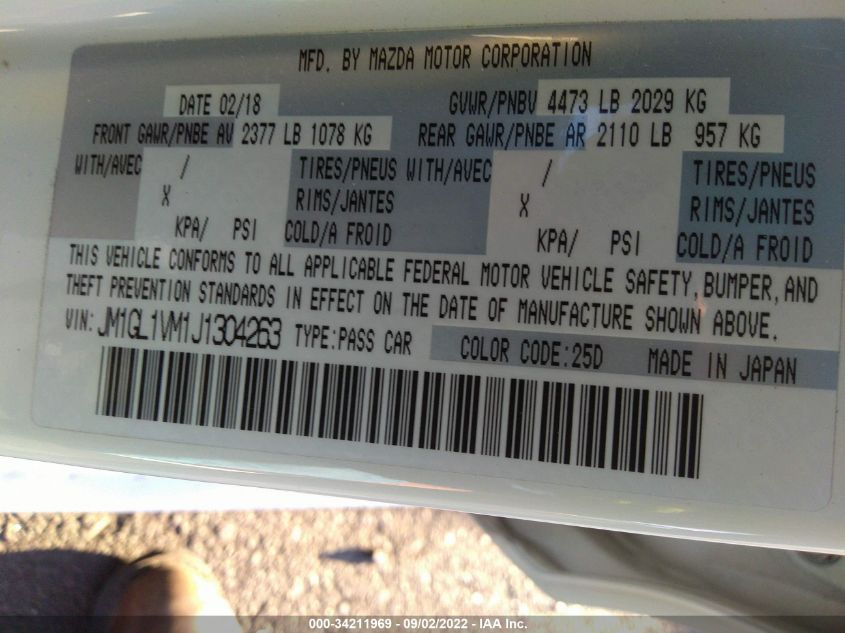 MFD. BY MAZDA MOTOR CORPORATION
DATE 02/18 GVWR/PNBV 4473 LB 2029 KG
FRONT GAWR/PNBE AV 2377 LB 1078 KG REAR GAWR/PNBE AR 2110 LB 957 KG
WITH/AVEC / TIRES/PNEUS WITH/AVEC / TIRES/PNEUS
X RIMS/JANTES X RIMS/JANTES
KPA/ PSI COLD/A FROID KPA/ PSI COLD/A FROID
THIS VEHICLE CONFORMS TO ALL APPLICABLE FEDERAL MOTOR VEHICLE SAFETY, BUMPER, AND
THEFT PREVENTION STANDARDS IN EFFECT ON THE DATE OF MANUFACTURE SHOWN ABOVE.
VIN: JM1GL1VM1J1304263 TYPE:PASS CAR COLOR CODE:25D MADE IN JAPAN
000-34211969 - 09/02/2022 - IAA Inc.